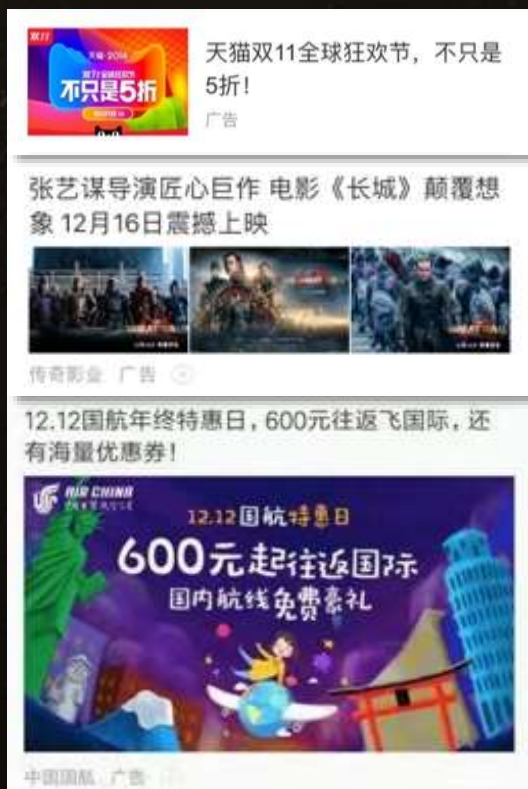 双11
天猫·2016
不只是5折
天猫双11全球狂欢节，不只是
5折！
广告
张艺谋导演匠心巨作 电影《长城》颠覆想
象 12月16日震撼上映
传奇影业 广告
12.12国航年终特惠日，600元往返飞国际，还
有海量优惠券！
AIR CHINA
12.12国航特惠日
600元起往返国际
国内航线免费豪礼
中国国航 广告